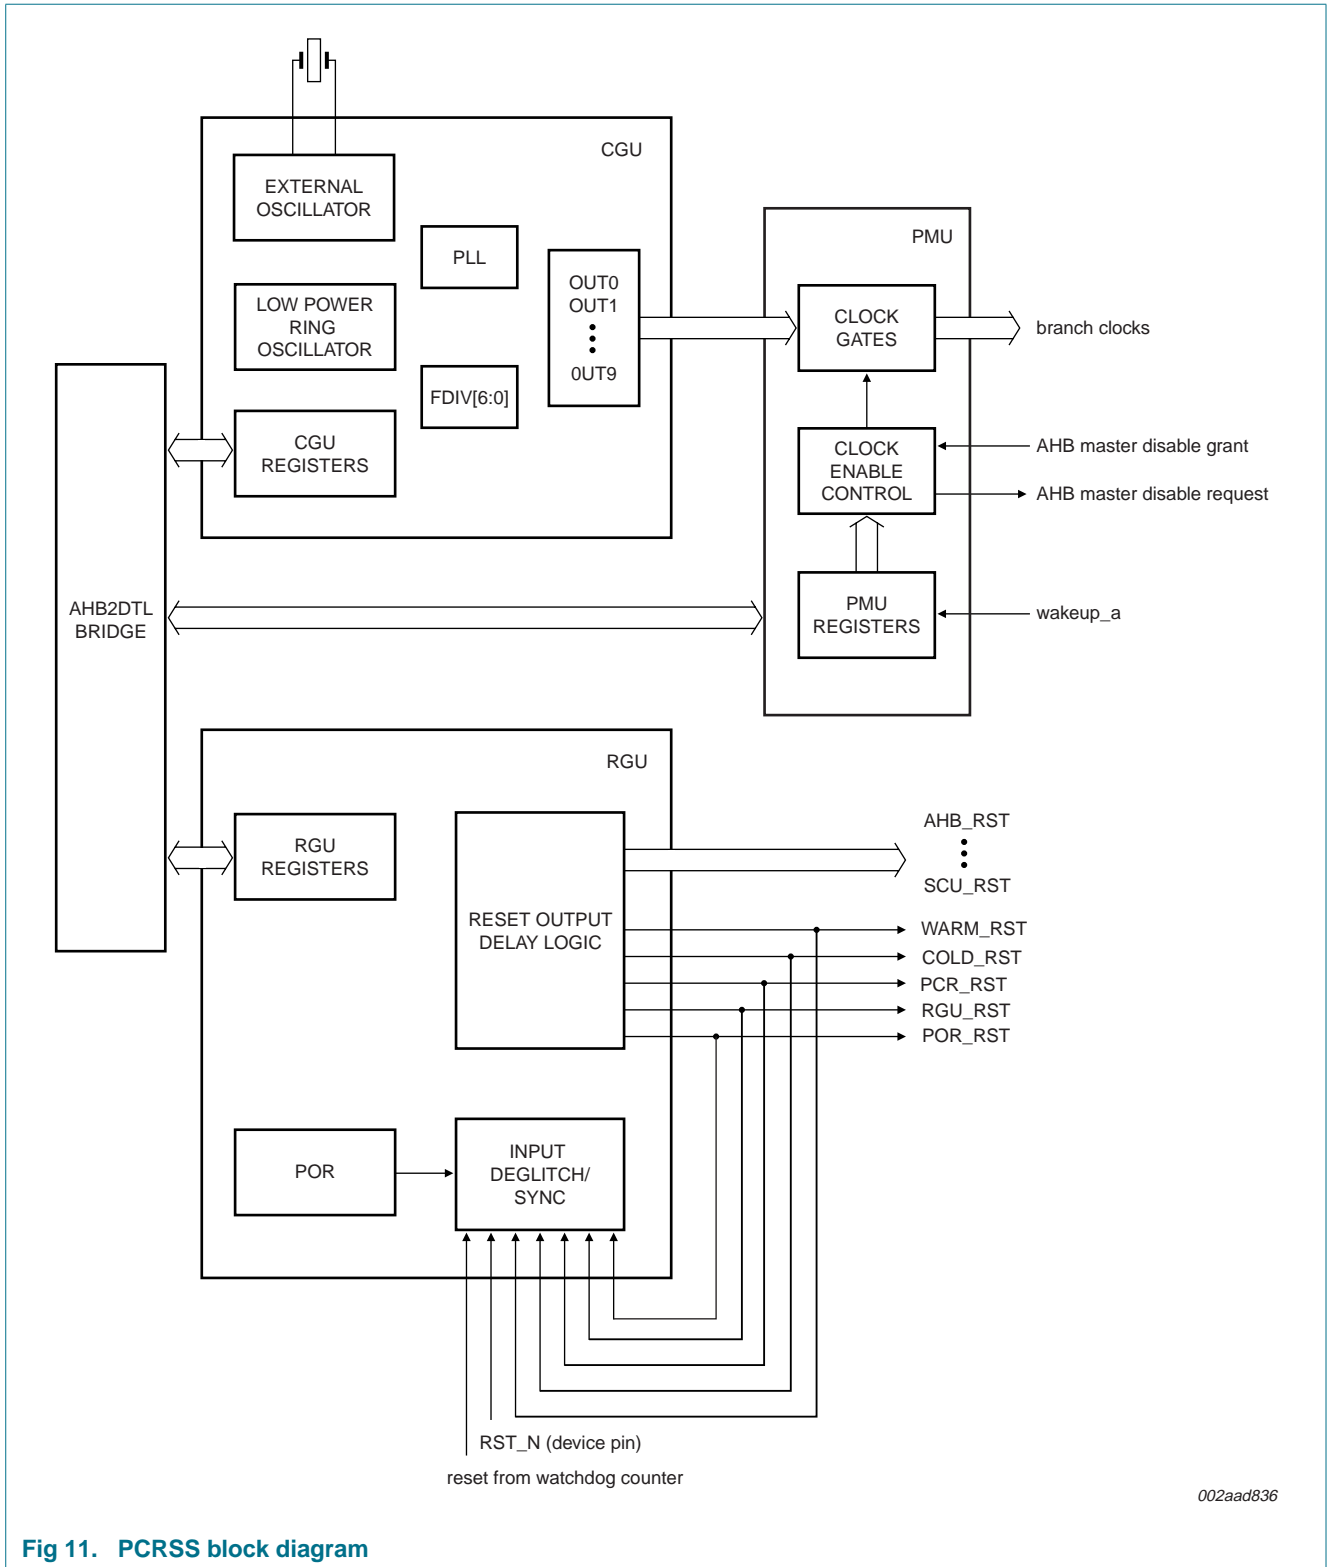 CGU
EXTERNAL
OSCILLATOR
PLL
LOW POWER
RING
OSCILLATOR
FDIV[6:0]
OUT0
OUT1
0UT9
CGU
REGISTERS
PMU
CLOCK
GATES
branch clocks
CLOCK
ENABLE
CONTROL
AHB master disable grant
AHB master disable request
PMU
REGISTERS
wakeup_a
AHB2DTL
BRIDGE
RGU
RGU
REGISTERS
RESET OUTPUT
DELAY LOGIC
AHB_RST
SCU_RST
WARM_RST
COLD_RST
PCR_RST
RGU_RST
POR_RST
POR
INPUT
DEGLITCH/
SYNC
RST_N (device pin)
reset from watchdog counter
002aad836
Fig 11. PCRSS block diagram